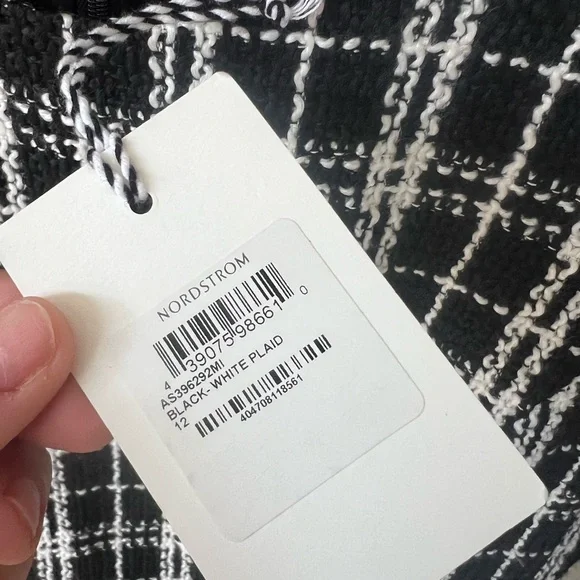 NORDSTROM
4 39075 98661 0
AS396292MI
BLACK- WHITE PLAID
12
404708118561